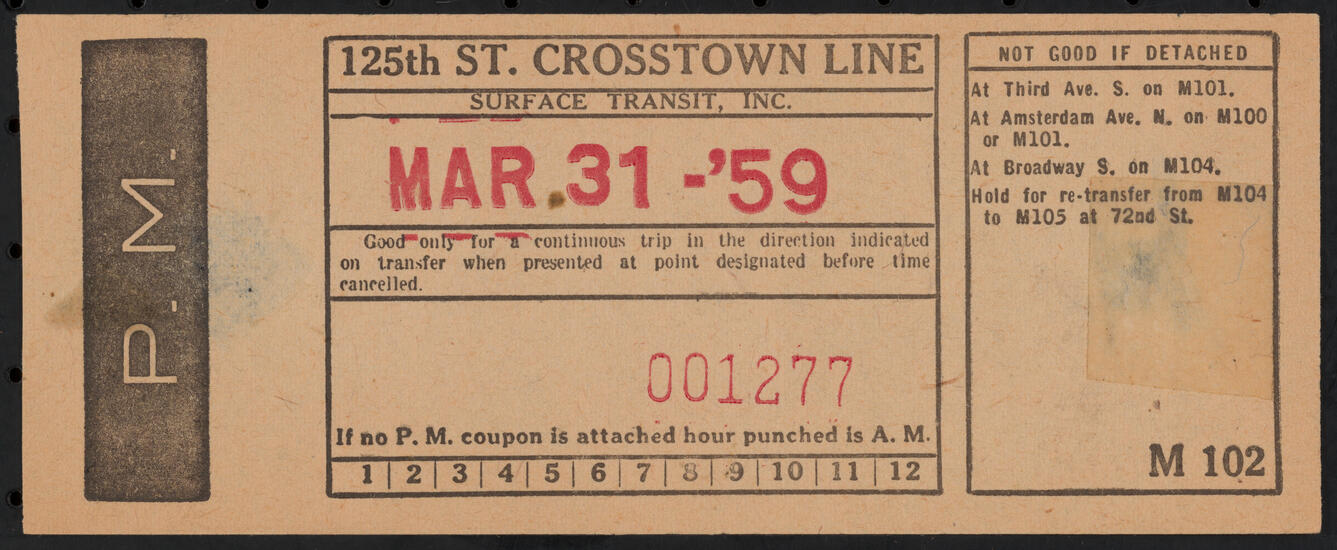 P. M.
125th ST. CROSSTOWN LINE
SURFACE TRANSIT, INC.
MAR 31 -'59
Good only for a continuous trip in the direction indicated
on transfer when presented at point designated before time
cancelled.
001277
If no P. M. coupon is attached hour punched is A. M.
1 | 2 | 3 | 4 | 5 | 6 | 7 | 8 | 9 | 10 | 11 | 12
NOT GOOD IF DETACHED
At Third Ave. S. on M101.
At Amsterdam Ave. N. on M100
or M101.
At Broadway S. on M104.
Hold for re-transfer from M104
to M105 at 72nd St.
M 102